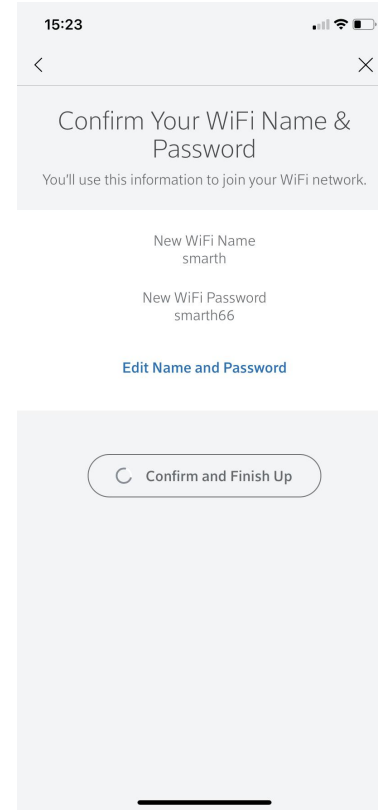 15:23
Confirm Your WiFi Name &
Password
You'll use this information to join your WiFi network.
New WiFi Name
smarth
New WiFi Password
smarth66
Edit Name and Password
Confirm and Finish Up